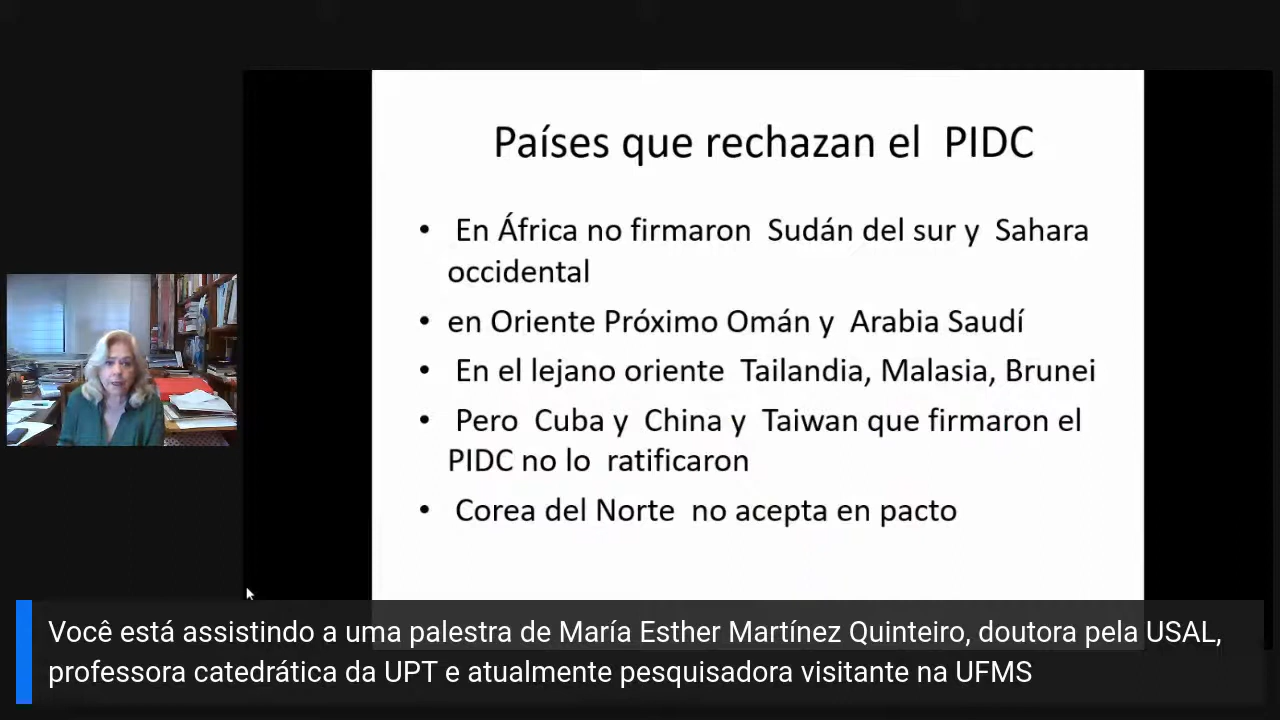 Países que rechazan el PIDC
• En África no firmaron Sudán del sur y Sahara
occidental
• en Oriente Próximo Omán y Arabia Saudí
• En el lejano oriente Tailandia, Malasia, Brunei
• Pero Cuba y China y Taiwan que firmaron el
PIDC no lo ratificaron
• Corea del Norte no acepta en pacto
Você está assistindo a uma palestra de María Esther Martínez Quinteiro, doutora pela USAL,
professora catedrática da UPT e atualmente pesquisadora visitante na UFMS